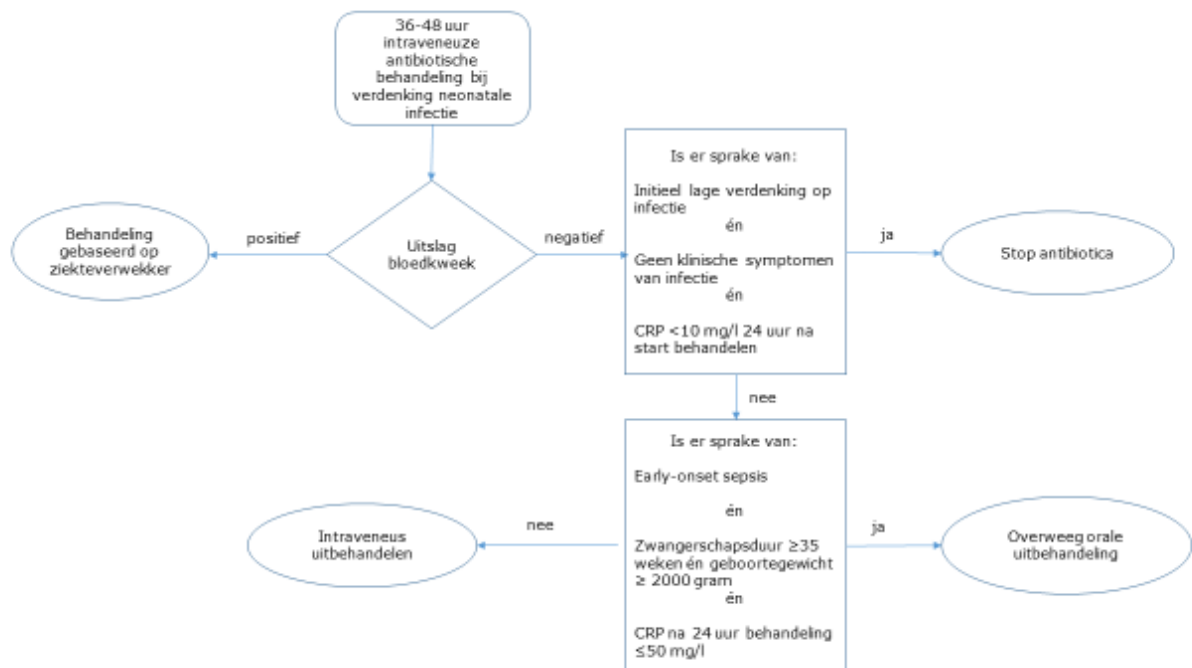 36-48 uur
intraveneuze
antibiotische
behandeling bij
verdenking neonatale
infectie
Is er sprake van:
Initieel lage verdenking op
infectie
én
Geen klinische symptomen
van infectie
én
CRP <10 mg/l 24 uur na
start behandelen
Behandeling
gebaseerd op
ziekteverwekker
positief
Uitslag
bloedkweek
negatief
ja
Stop antibiotica
nee
Is er sprake van:
Early-onset sepsis
én
Zwangerschapsduur ≥35
weken én geboortegewicht
≥ 2000 gram
én
CRP na 24 uur behandeling
≤50 mg/l
Intraveneus
uitbehandelen
nee
ja
Overweeg orale
uitbehandeling